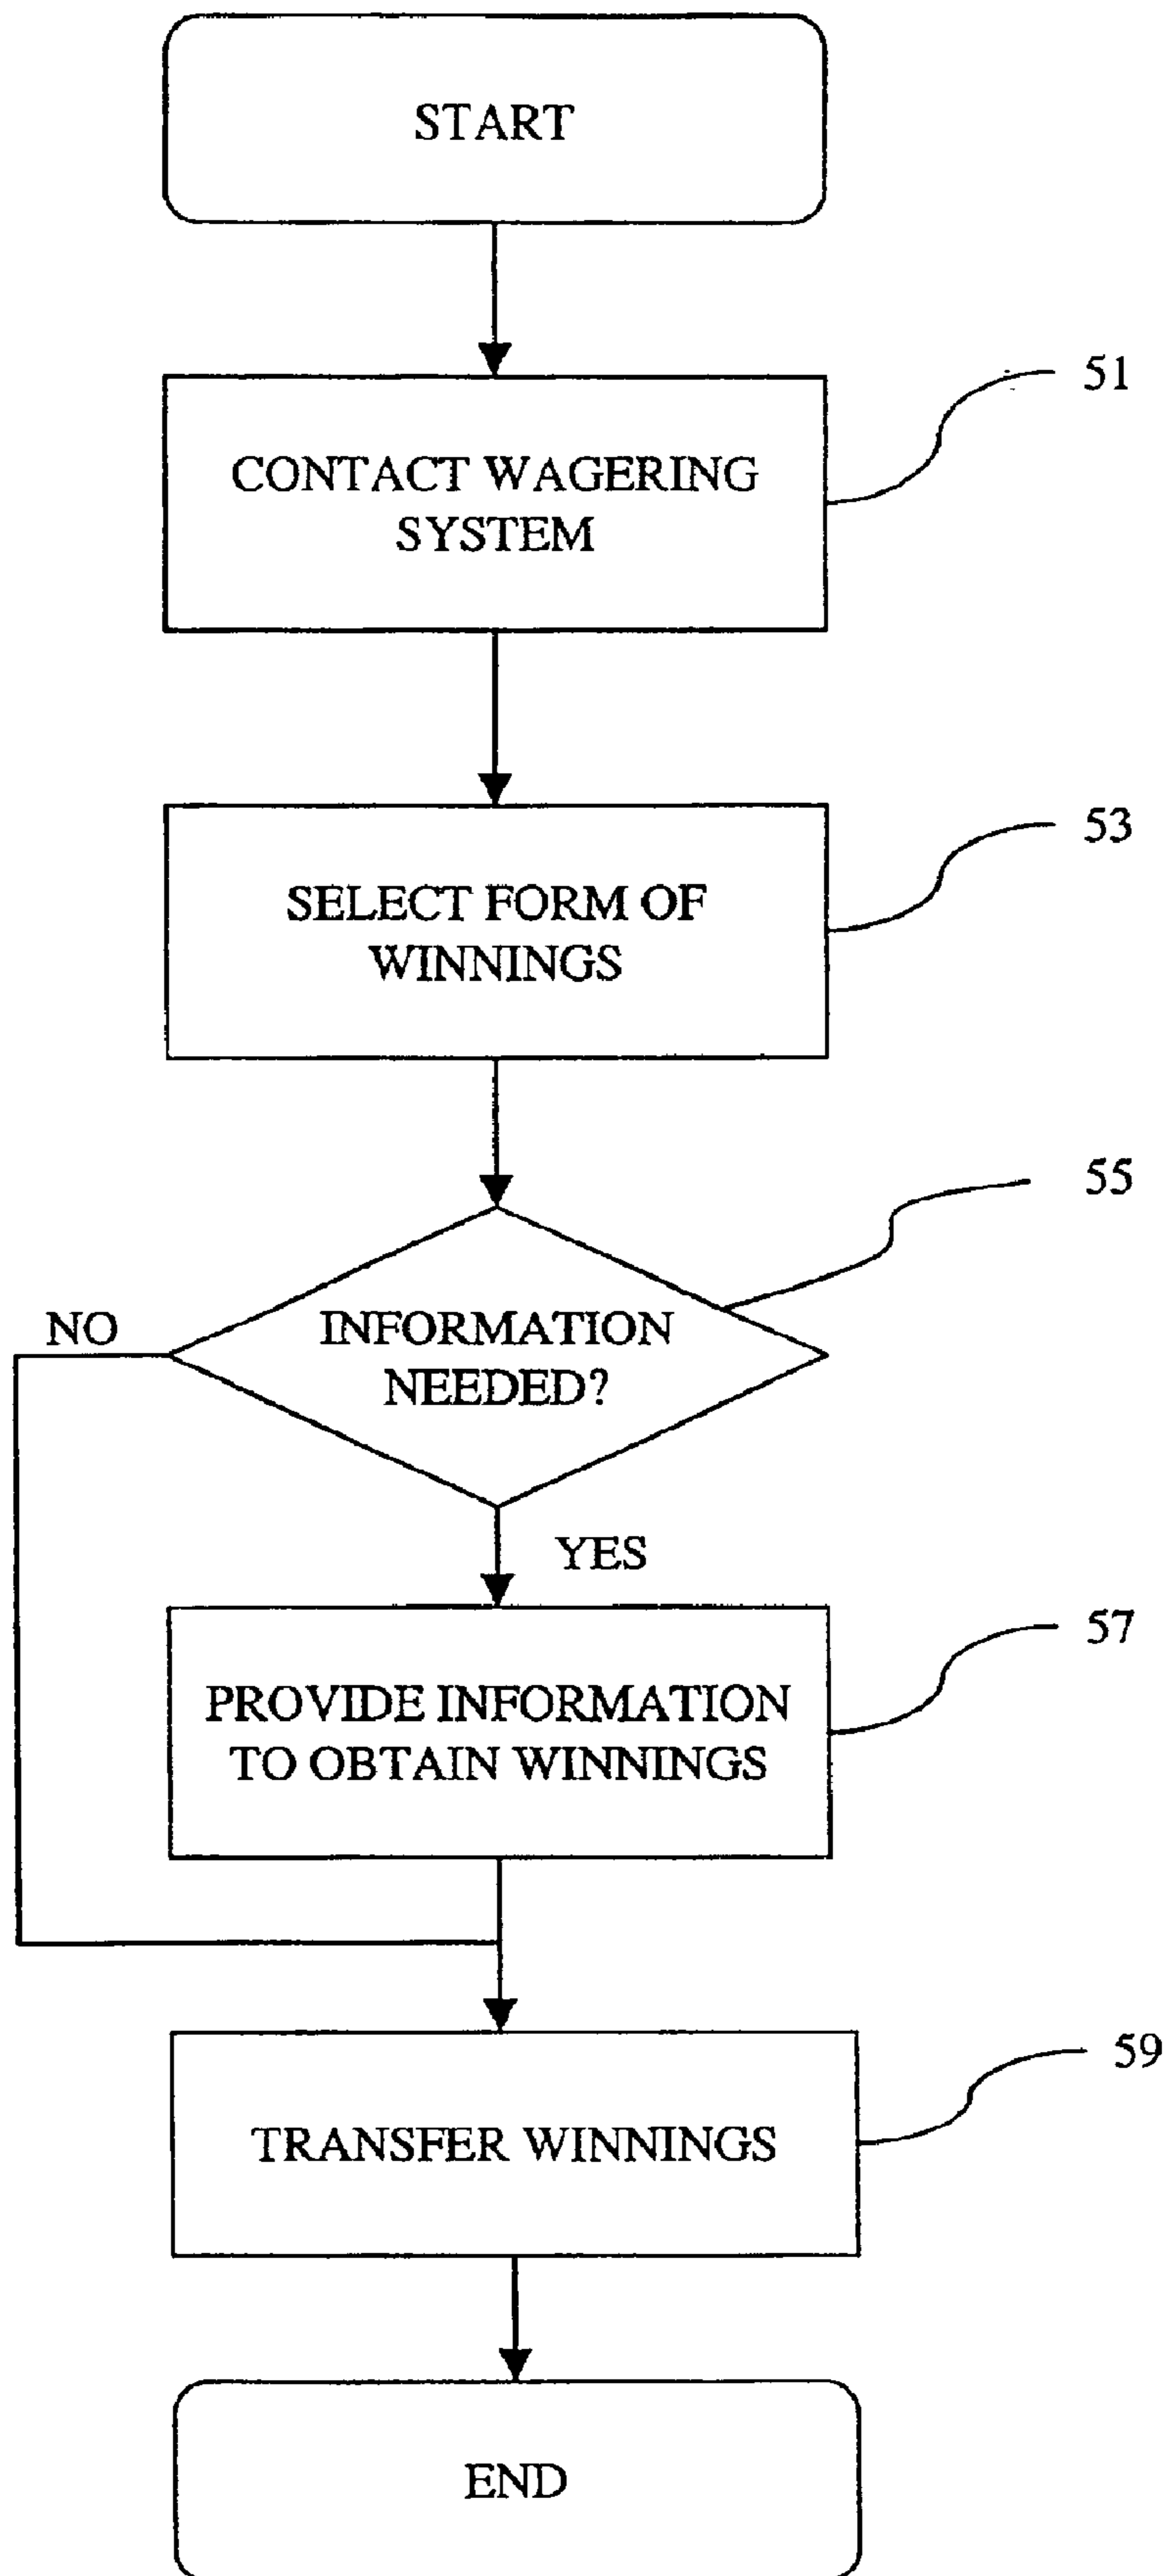 START
51
CONTACT WAGERING
SYSTEM
53
SELECT FORM OF
WINNINGS
55
NO
INFORMATION
NEEDED?
YES
57
PROVIDE INFORMATION
TO OBTAIN WINNINGS
59
TRANSFER WINNINGS
END